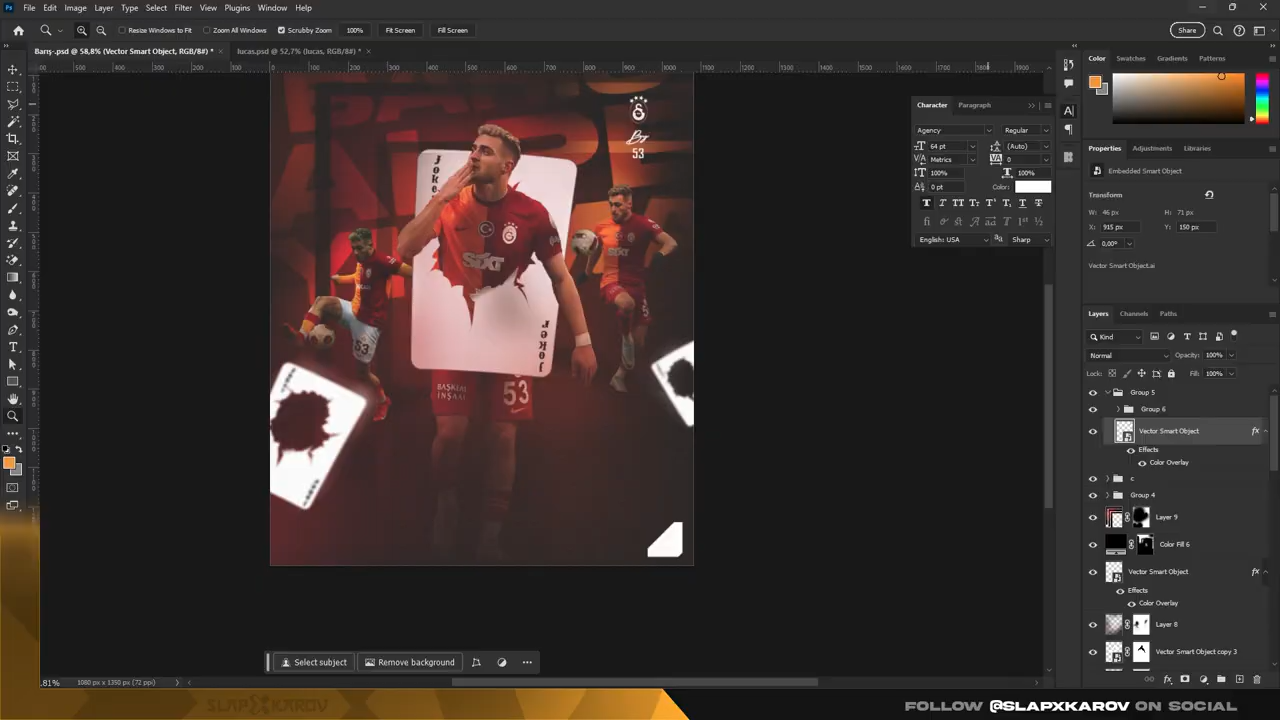 File Edit Image Layer Type Select Filter View Plugins Window Help
Resize Windows to Fit Zoom All Windows Scrubby Zoom 100% Fit Screen Fill Screen Share
Barış-.psd @ 58,8% (Vector Smart Object, RGB/8#) * × lucas.psd @ 52,7% (lucas, RGB/8#) * ×
Color Swatches Gradients Patterns
Character Paragraph
Agency Regular
64 pt (Auto)
Metrics 0
100% 100%
0 pt Color:
English: USA Sharp
Properties Adjustments Libraries
Embedded Smart Object
Transform
W: 46 px H: 71 px
X: 915 px Y: 150 px
0,00°
Vector Smart Object.ai
Layers Channels Paths
Kind
Normal Opacity: 100%
Lock: Fill: 100%
Group 5
Group 6
Vector Smart Object fx
Effects
Color Overlay
c
Group 4
Layer 9
Color Fill 6
Vector Smart Object fx
Effects
Color Overlay
Layer 8
Vector Smart Object copy 3
53
SIXT
JOKER
BAŞKENT
İNŞAAT
53
53
Select subject Remove background
.81% 1080 px x 1350 px (72 ppi)
SLAPXKAROV
FOLLOW @SLAPXKAROV ON SOCIAL